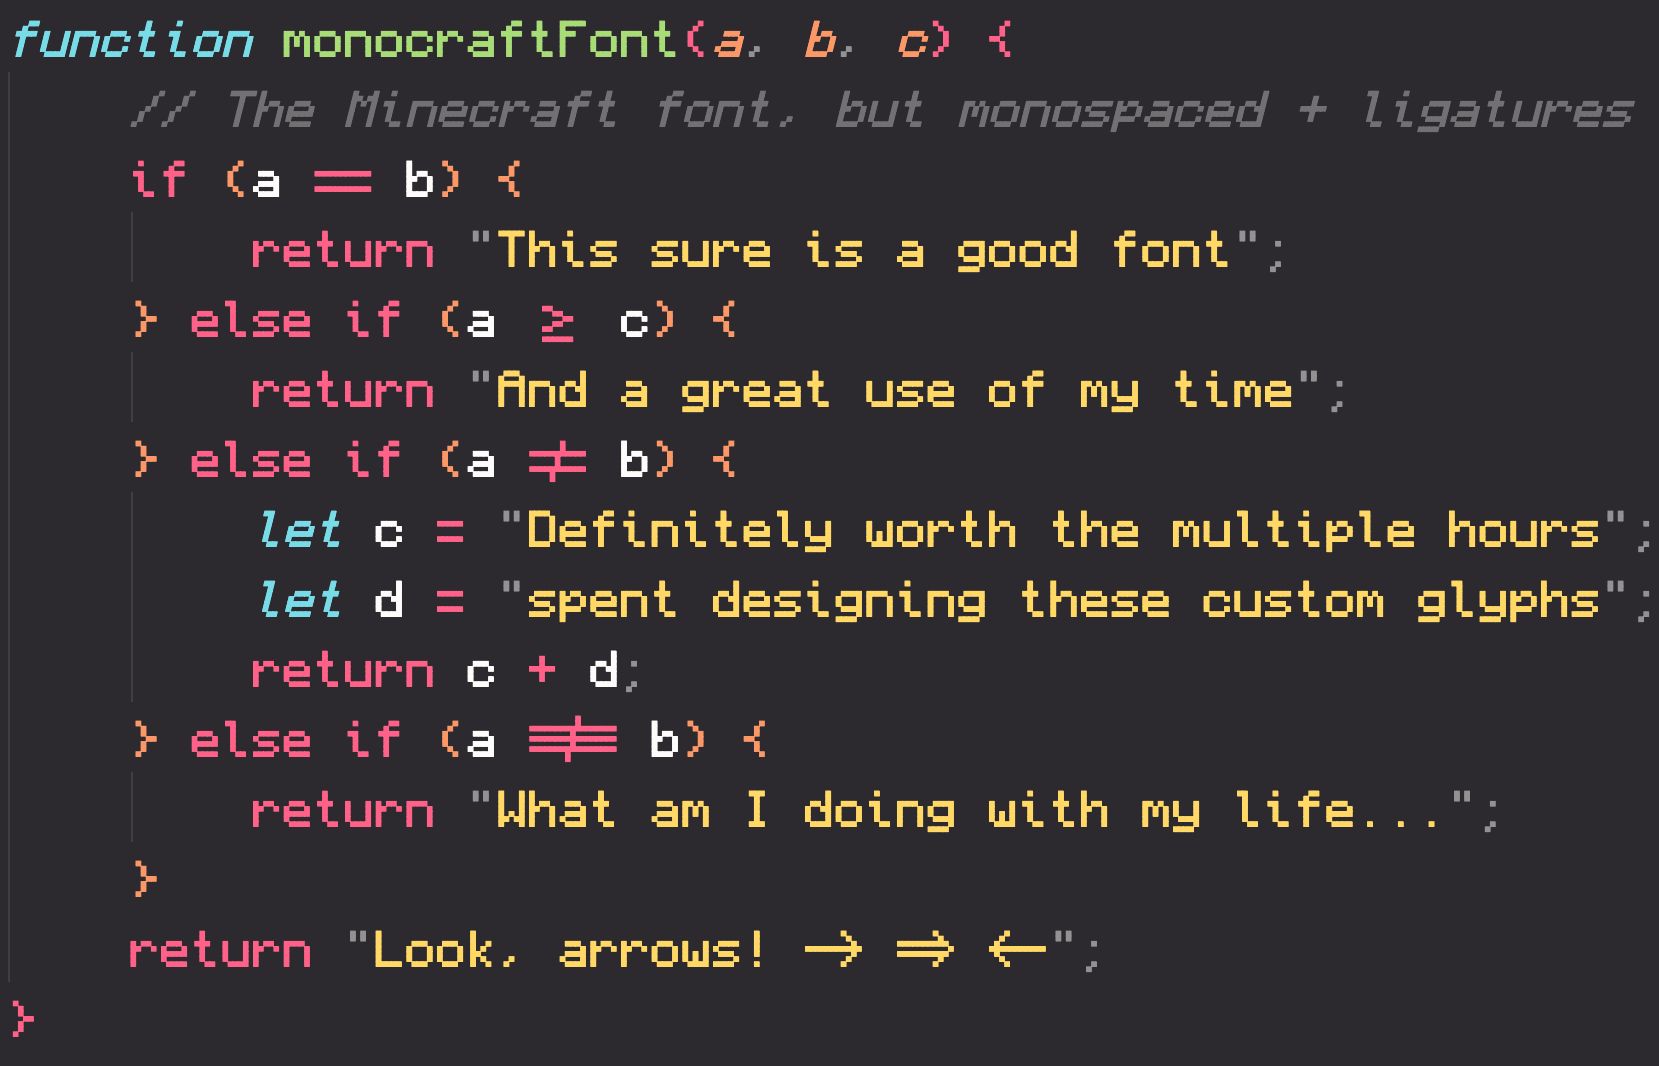 function monocraftFont(a, b, c) {
    // The Minecraft font, but monospaced + ligatures
    if (a == b) {
        return "This sure is a good font";
    } else if (a >= c) {
        return "And a great use of my time";
    } else if (a != b) {
        let c = "Definitely worth the multiple hours";
        let d = "spent designing these custom glyphs";
        return c + d;
    } else if (a !== b) {
        return "What am I doing with my life...";
    }
    return "Look, arrows! -> => <-";
}